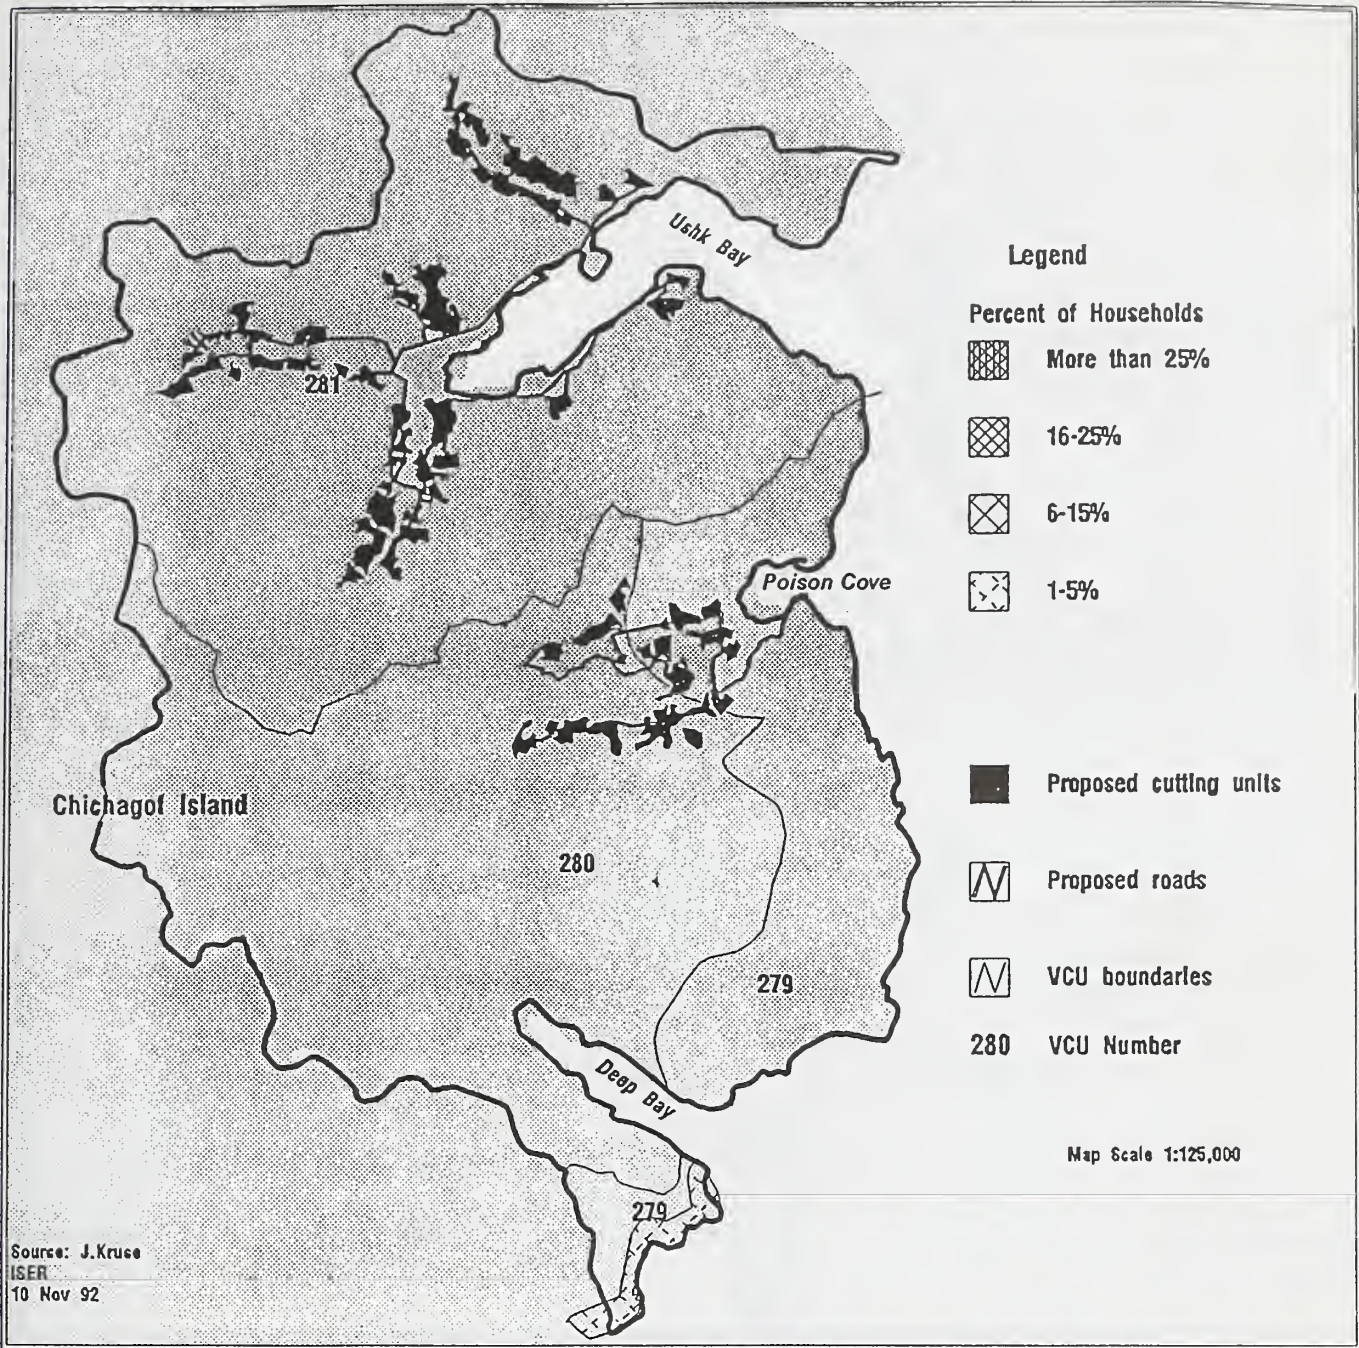 Ushk Bay
Legend
Percent of Households
More than 25%
281
16-25%
6-15%
Poison Cove
1-5%
Proposed cutting units
Chichagof Island
280
Proposed roads
279
VCU boundaries
280 VCU Number
Deep Bay
Map Scale 1:125,000
279
Source: J.Kruse
ISER
10 Nov 92